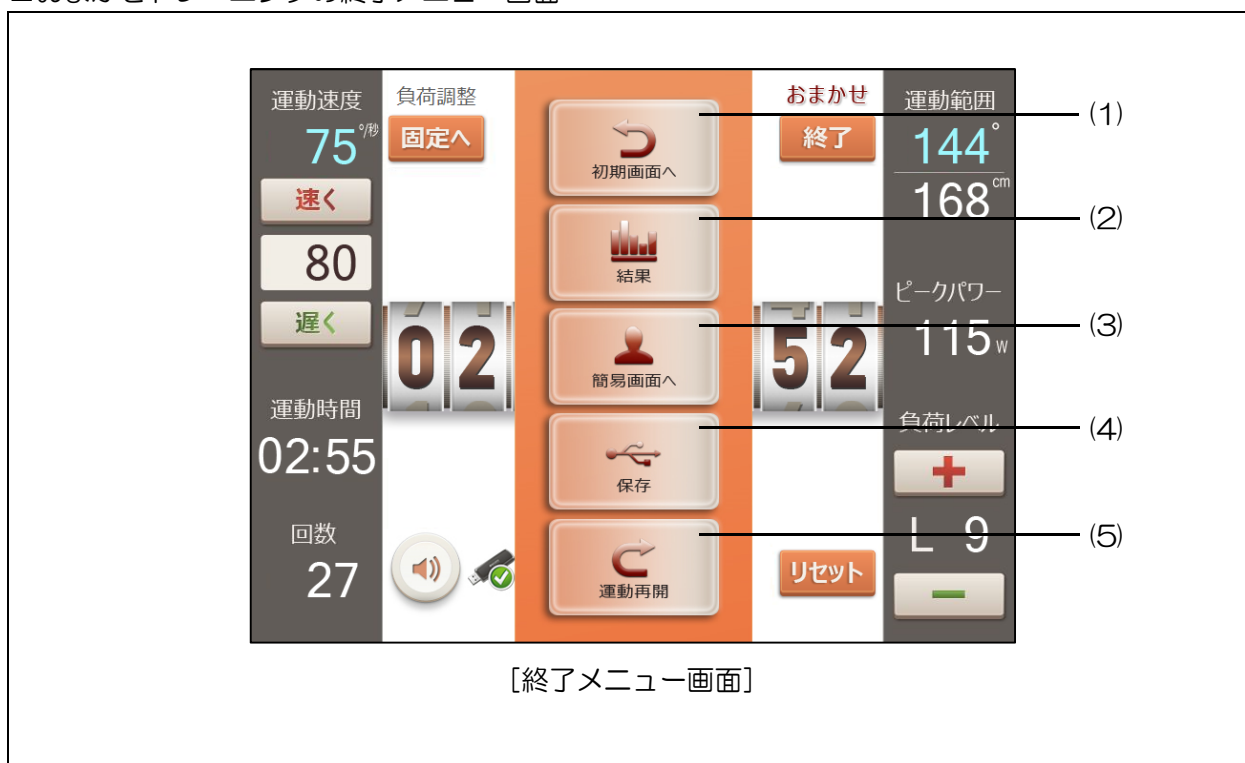 運動速度
75°/秒
速く
80
遅く
運動時間
02:55
回数
27
負荷調整
固定へ
02
初期画面へ
結果
簡易画面へ
保存
運動再開
おまかせ
終了
52
リセット
運動範囲
144°
168cm
ピークパワー
115W
負荷レベル
L 9
(1)
(2)
(3)
(4)
(5)
[終了メニュー画面]